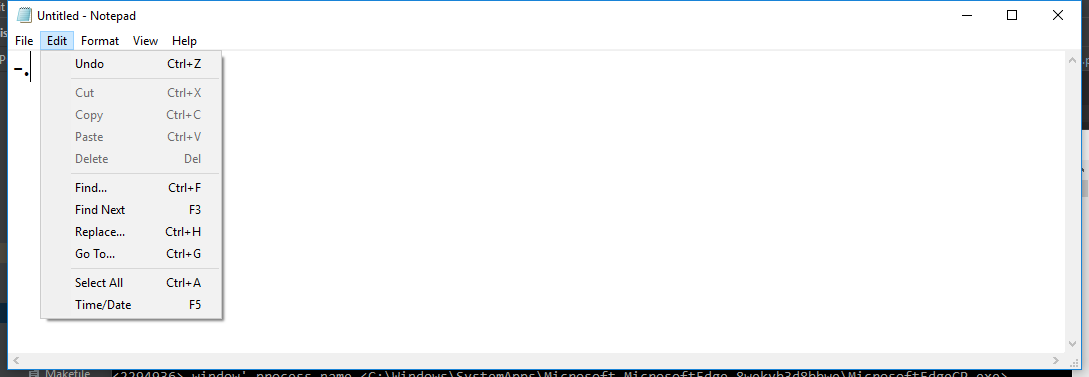 Untitled - Notepad
File Edit Format View Help
-.
Undo Ctrl+Z
Cut Ctrl+X
Copy Ctrl+C
Paste Ctrl+V
Delete Del
Find... Ctrl+F
Find Next F3
Replace... Ctrl+H
Go To... Ctrl+G
Select All Ctrl+A
Time/Date F5
Makefile
<2294936> window' process name <C:\Windows\SystemApps\Microsoft.MicrosoftEdge_8wekyb3d8bbwe\MicrosoftEdgeCP.exe>